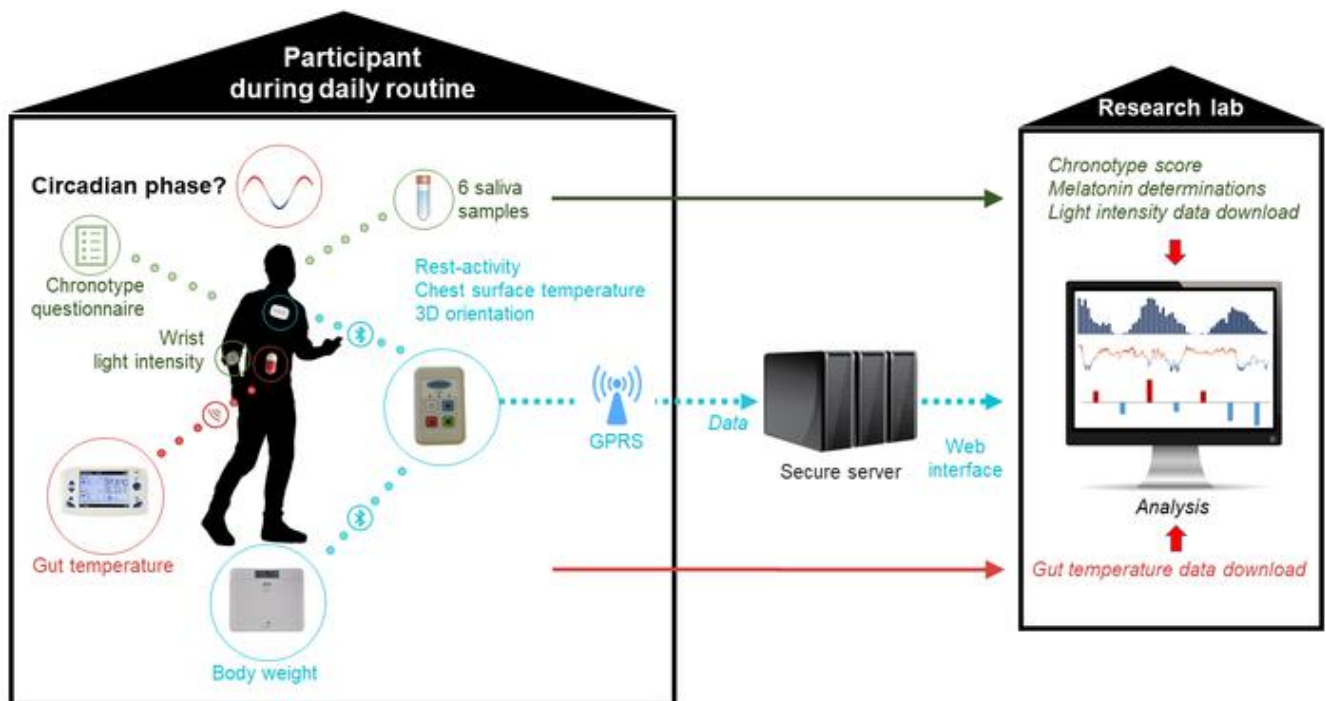 Participant
during daily routine
Research lab
Circadian phase?
6 saliva
samples
Chronotype
questionnaire
Wrist
light intensity
Rest-activity
Chest surface temperature
3D orientation
GPRS
Data
Secure server
Web
interface
Gut temperature
Body weight
Chronotype score
Melatonin determinations
Light intensity data download
Analysis
Gut temperature data download